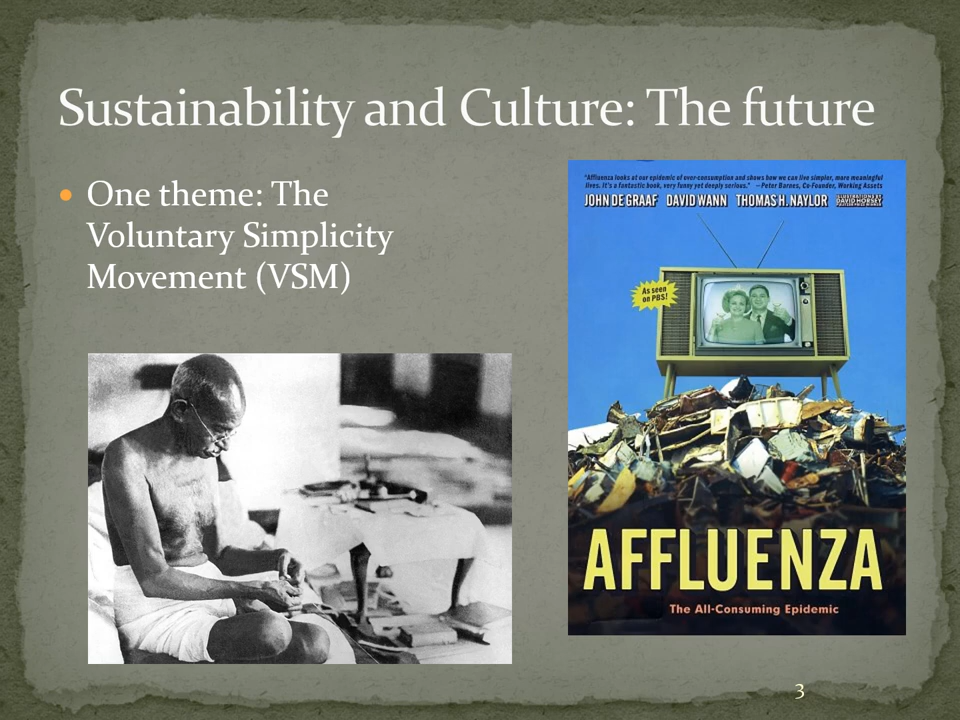 Sustainability and Culture: The future
One theme: The
Voluntary Simplicity
Movement (VSM)
"Affluenza looks at our epidemic of over-consumption and shows how we can live simpler, more meaningful
lives. It's a fantastic book, very funny yet deeply serious." —Peter Barnes, Co-Founder, Working Assets
JOHN DE GRAAF DAVID WANN THOMAS H. NAYLOR
DAVID HORSEY
As seen
on PBS!
AFFLUENZA
The All-Consuming Epidemic
3